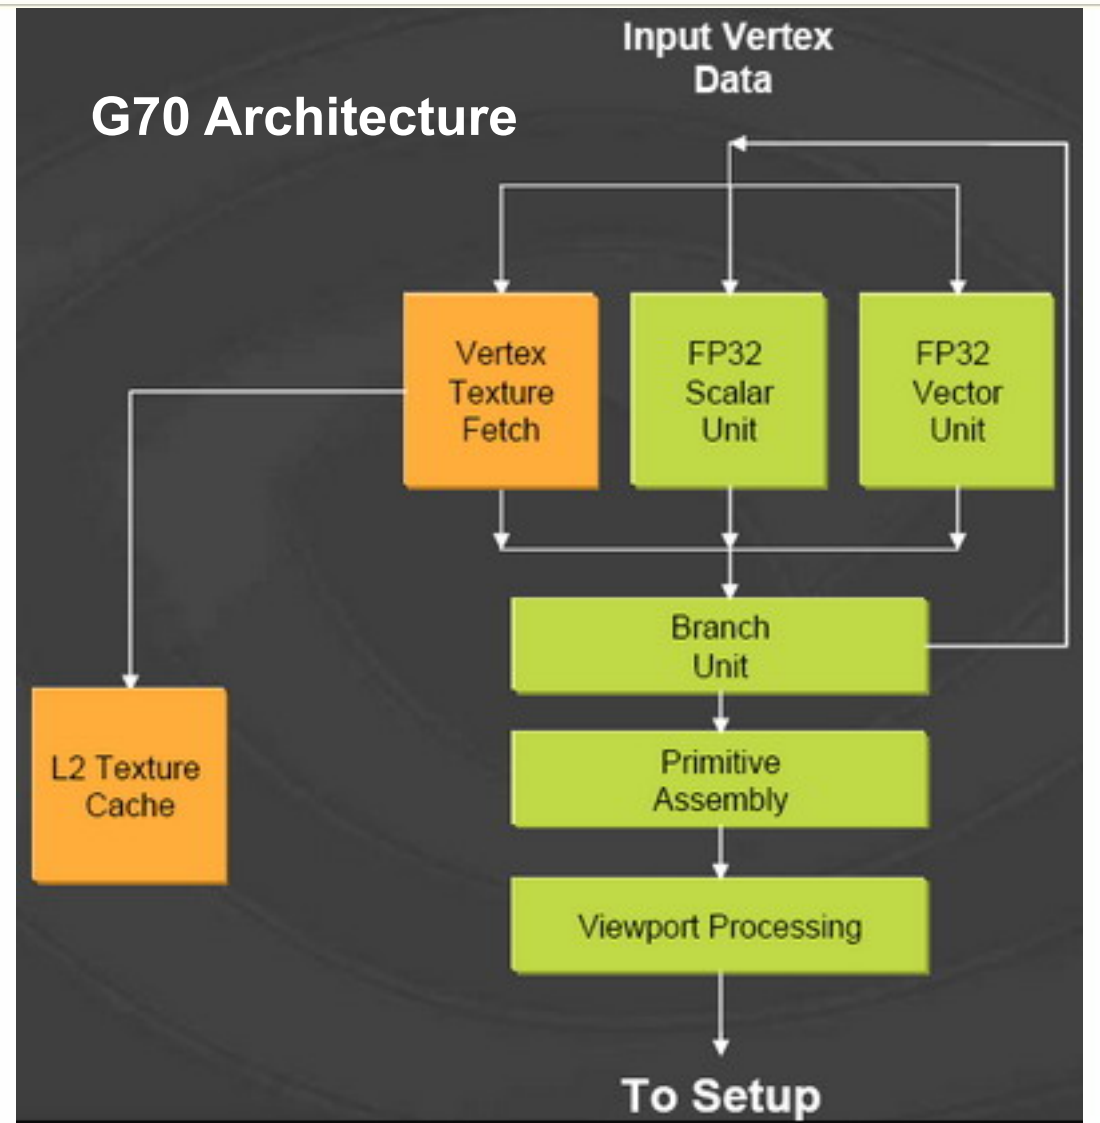 Input Vertex
Data
G70 Architecture
Vertex
Texture
Fetch
FP32
Scalar
Unit
FP32
Vector
Unit
Branch
Unit
L2 Texture
Cache
Primitive
Assembly
Viewport Processing
To Setup